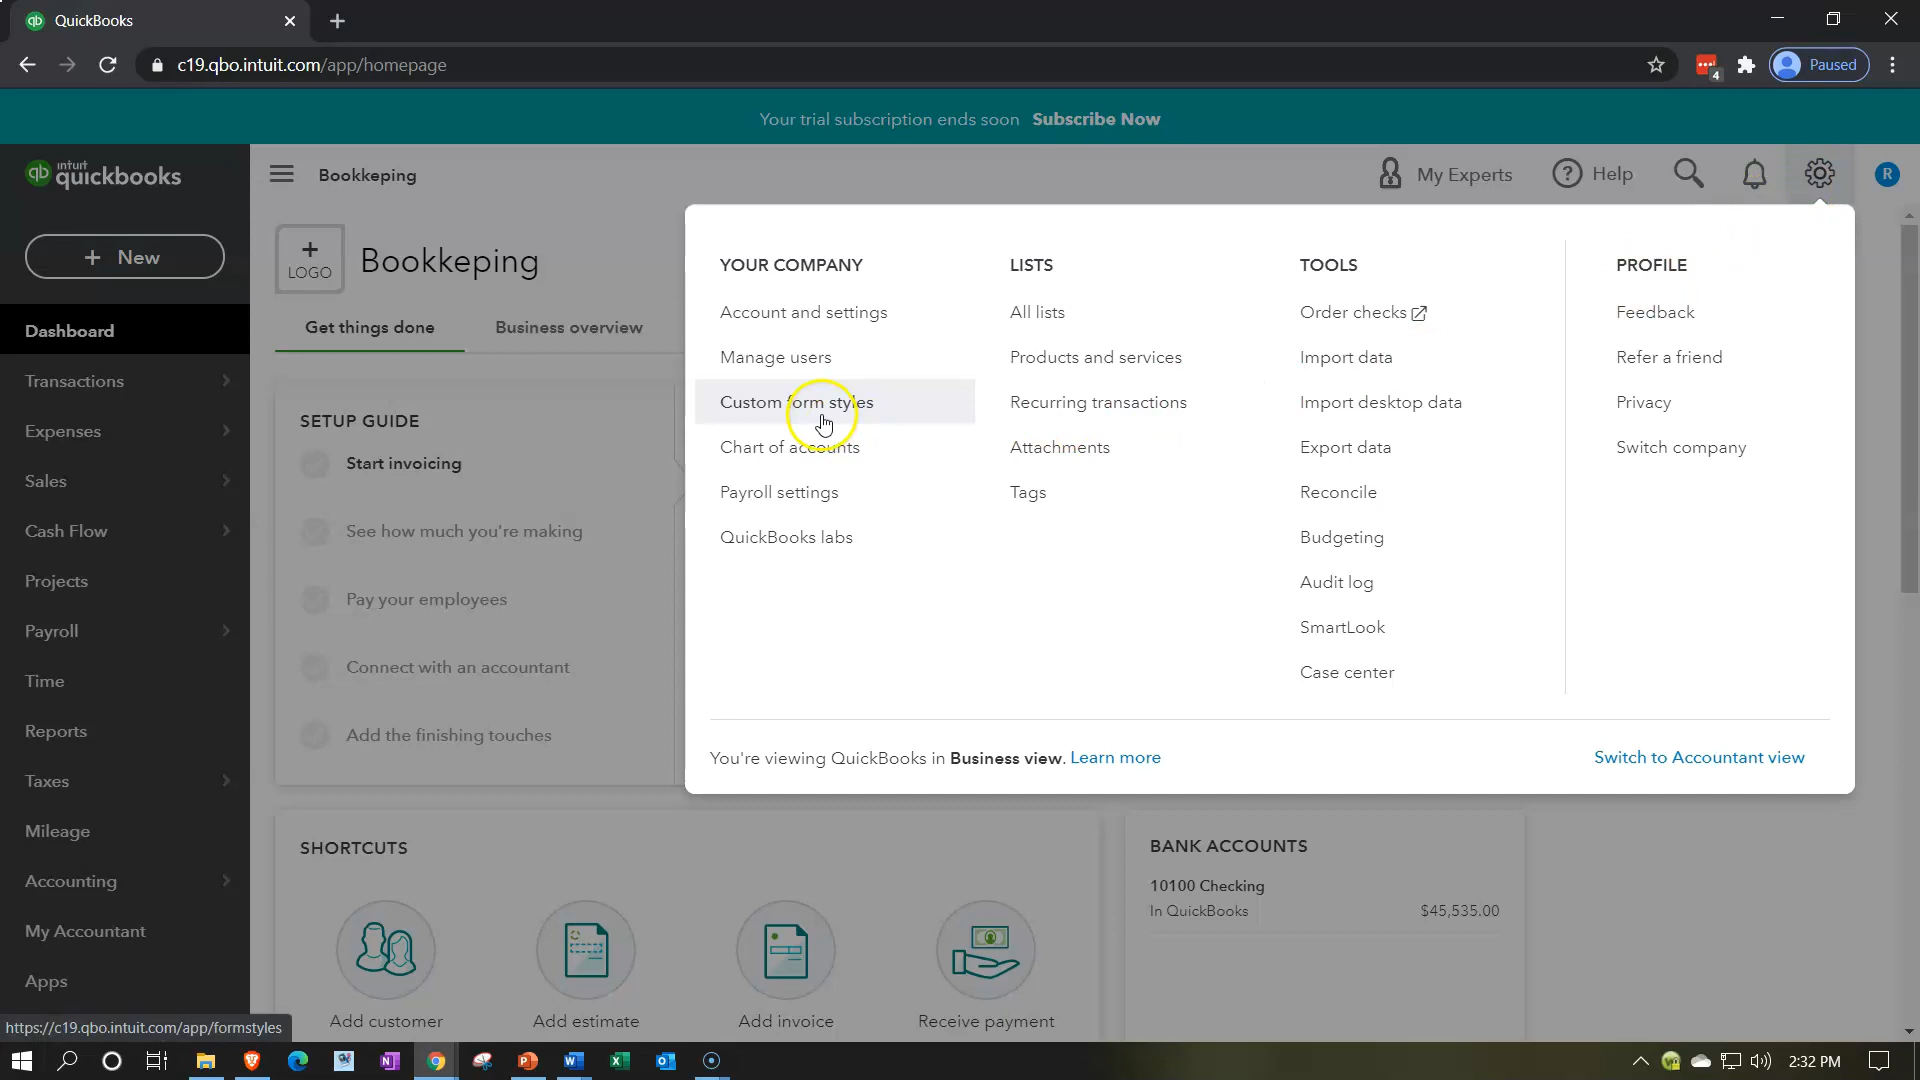 QuickBooks
c19.qbo.intuit.com/app/homepage
4
Paused
Your trial subscription ends soon Subscribe Now
qb intuit quickbooks
Bookkeping
My Experts
? Help
R
+ New
+ LOGO
Bookkeping
Get things done
Business overview
Dashboard
Transactions
Expenses
Sales
Cash Flow
Projects
Payroll
Time
Reports
Taxes
Mileage
Accounting
My Accountant
Apps
SETUP GUIDE
Start invoicing
See how much you're making
Pay your employees
Connect with an accountant
Add the finishing touches
YOUR COMPANY
Account and settings
Manage users
Custom form styles
Chart of accounts
Payroll settings
QuickBooks labs
LISTS
All lists
Products and services
Recurring transactions
Attachments
Tags
TOOLS
Order checks
Import data
Import desktop data
Export data
Reconcile
Budgeting
Audit log
SmartLook
Case center
PROFILE
Feedback
Refer a friend
Privacy
Switch company
You're viewing QuickBooks in Business view. Learn more
Switch to Accountant view
SHORTCUTS
Add customer
Add estimate
Add invoice
Receive payment
BANK ACCOUNTS
10100 Checking
In QuickBooks $45,535.00
https://c19.qbo.intuit.com/app/formstyles
2:32 PM